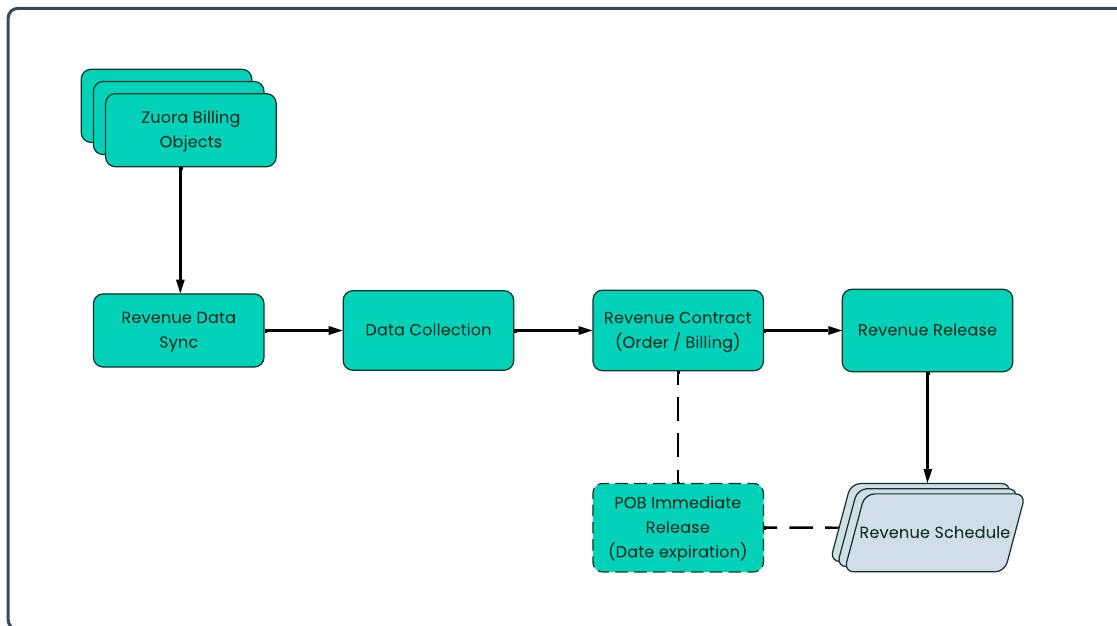 Zuora Billing
Objects
Revenue Data
Sync
Data Collection
Revenue Contract
(Order / Billing)
Revenue Release
POB Immediate
Release
(Date expiration)
Revenue Schedule